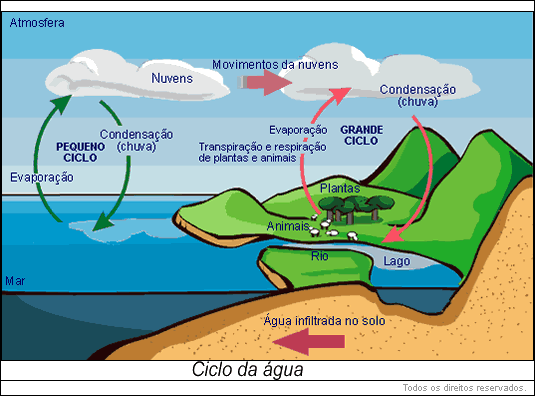 Atmosfera
Movimentos da nuvens
Nuvens
Condensação
(chuva)
PEQUENO
CICLO
Condensação
(chuva)
Evaporação
Evaporação
GRANDE
CICLO
Transpiração e respiração
de plantas e animais
Plantas
Animais
Rio
Lago
Mar
Água infiltrada no solo
Ciclo da água
Todos os direitos reservados.